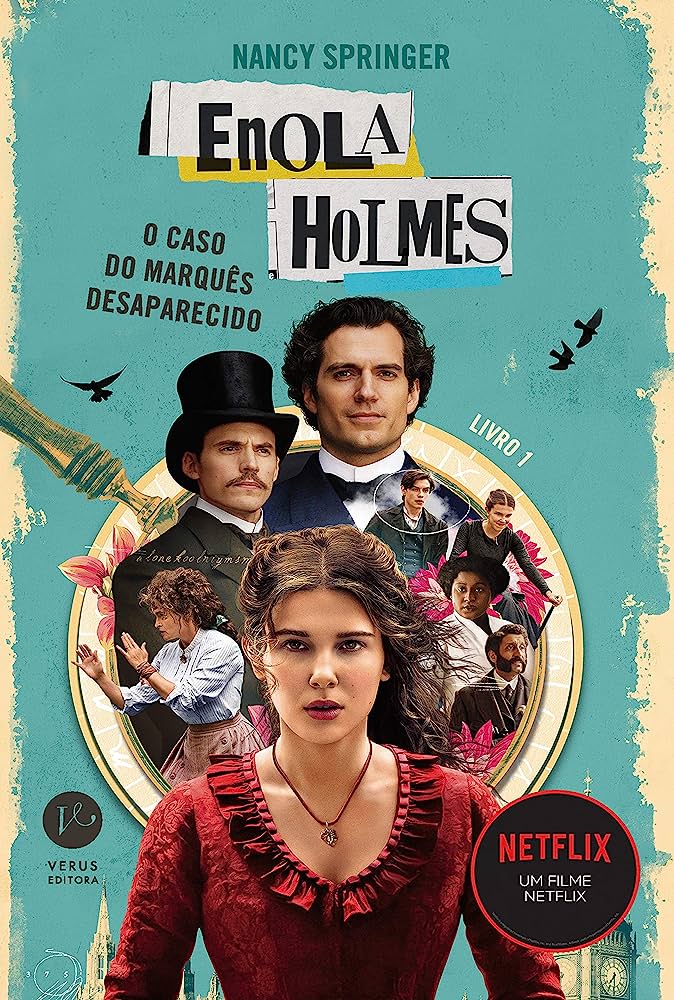 NANCY SPRINGER
ENOLA
HOLMES
O CASO
DO MARQUÊS
DESAPARECIDO
LIVRO 1
VERUS
EDITORA
NETFLIX
UM FILME
NETFLIX